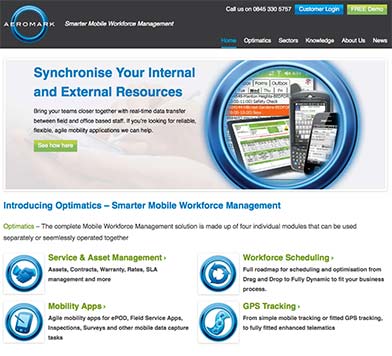 AEROMARK
Smarter Mobile Workforce Management
Call us on 0845 330 5757
Customer Login
FREE Demo
Home
Optimatics
Sectors
Knowledge
About Us
News
Synchronise Your Internal
and External Resources
Bring your teams closer together with real-time data transfer
between field and office based staff. If you're looking for reliable,
flexible, agile mobility applications we can help.
See how here
Forms
Outbox
Tue
Wed
Thu
Fri
Introducing Optimatics – Smarter Mobile Workforce Management
Optimatics – The complete Mobile Workforce Management solution is made up of four individual modules that can be used
separately or seemlessly operated together
Service & Asset Management ›
Assets, Contracts, Warranty, Rates, SLA
management and more
Workforce Scheduling ›
Full roadmap for scheduling and optimisation from
Drag and Drop to Fully Dynamic to fit your business
process.
Mobility Apps ›
Agile mobility apps for ePOD, Field Service Apps,
Inspections, Surveys and other mobile data capture
tasks
GPS Tracking ›
From simple mobile tracking or fitted GPS tracking,
to fully fitted enhanced telematics